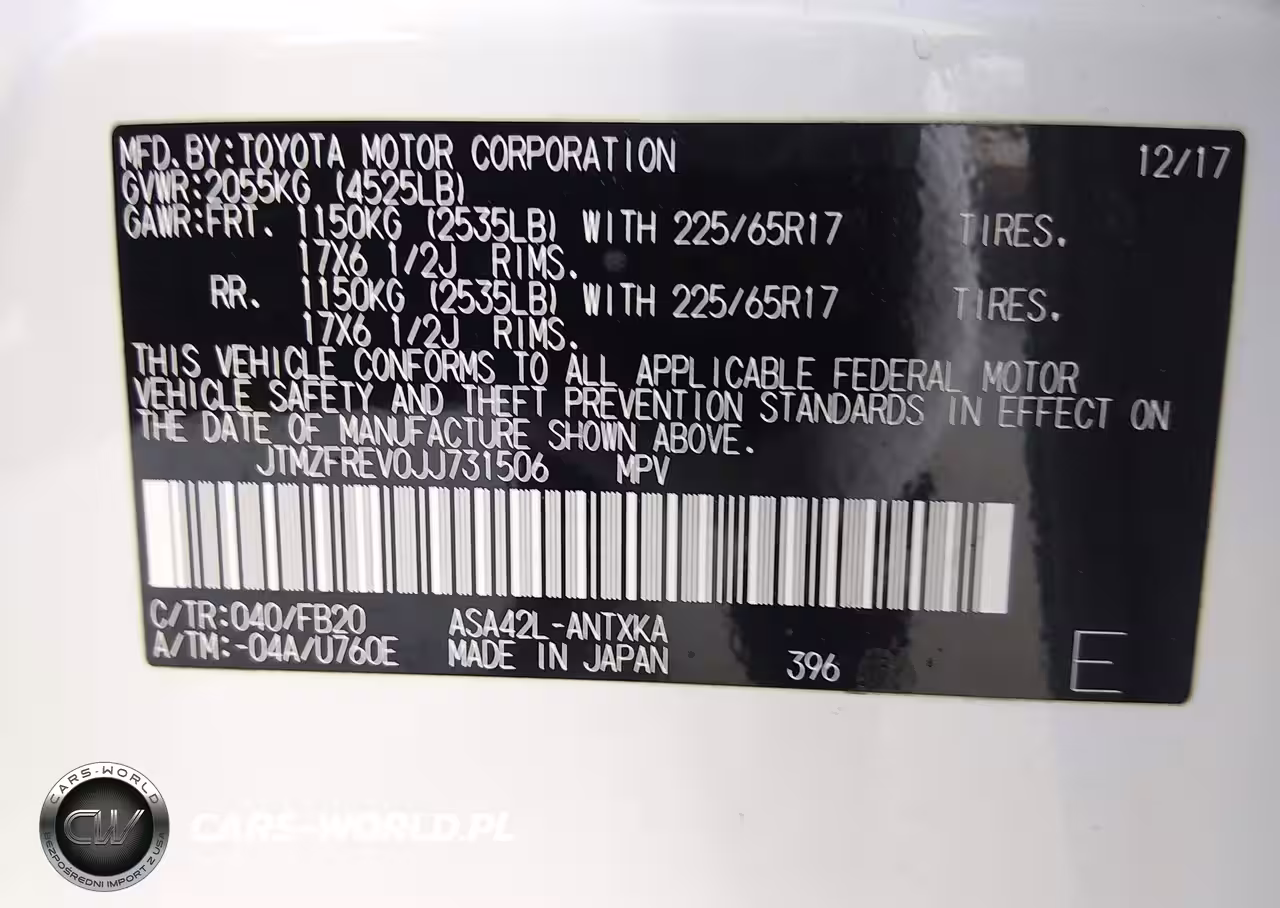 MFD.BY:TOYOTA MOTOR CORPORATION 12/17
GVWR:2055KG (4525LB)
GAWR:FRT. 1150KG (2535LB) WITH 225/65R17 TIRES.
17X6 1/2J RIMS.
RR. 1150KG (2535LB) WITH 225/65R17 TIRES.
17X6 1/2J RIMS.
THIS VEHICLE CONFORMS TO ALL APPLICABLE FEDERAL MOTOR
VEHICLE SAFETY AND THEFT PREVENTION STANDARDS IN EFFECT ON
THE DATE OF MANUFACTURE SHOWN ABOVE.
JTMZFREV0JJ731506 MPV
C/TR:040/FB20 ASA42L-ANTXKA
A/TM:-04A/U760E MADE IN JAPAN 396 E
CARS-WORLD
CW
BEZPOŚREDNI IMPORT Z USA
CARS-WORLD.PL